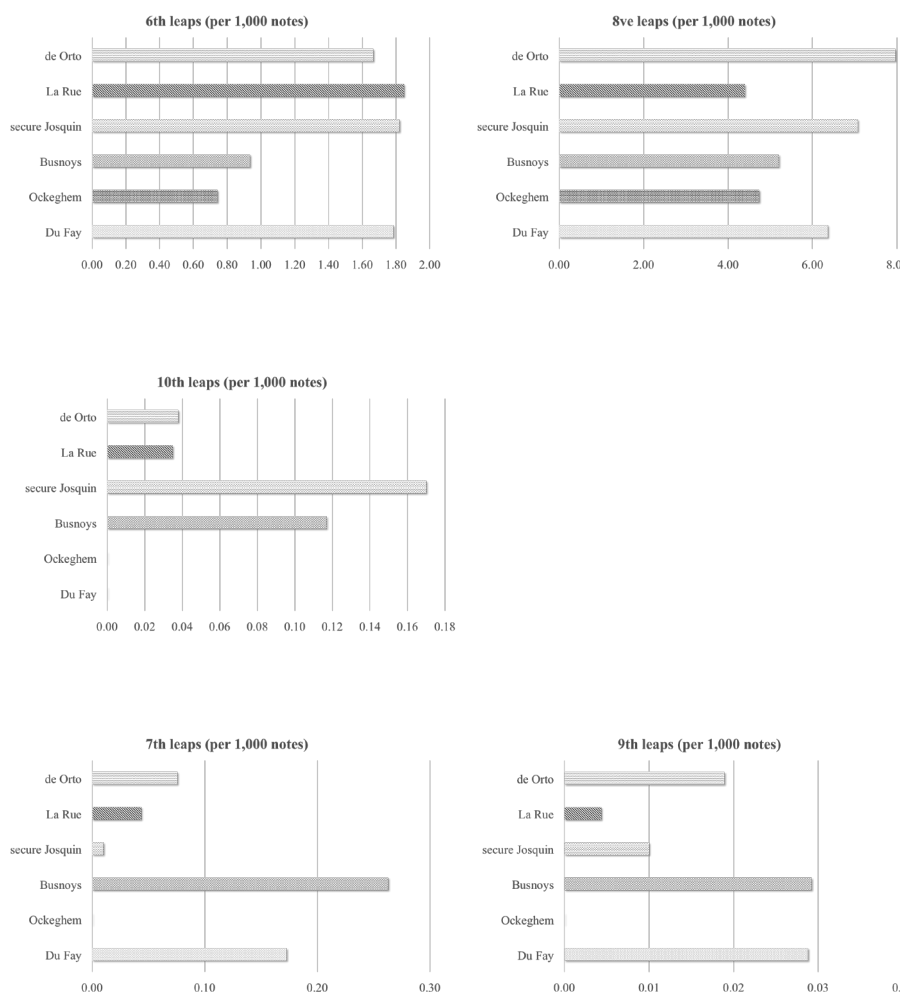 6th leaps (per 1,000 notes)
de Orto
La Rue
secure Josquin
Busnoys
Ockeghem
Du Fay
0.00 0.20 0.40 0.60 0.80 1.00 1.20 1.40 1.60 1.80 2.00
8ve leaps (per 1,000 notes)
de Orto
La Rue
secure Josquin
Busnoys
Ockeghem
Du Fay
0.00 2.00 4.00 6.00 8.0
10th leaps (per 1,000 notes)
de Orto
La Rue
secure Josquin
Busnoys
Ockeghem
Du Fay
0.00 0.02 0.04 0.06 0.08 0.10 0.12 0.14 0.16 0.18
7th leaps (per 1,000 notes)
de Orto
La Rue
secure Josquin
Busnoys
Ockeghem
Du Fay
0.00 0.10 0.20 0.30
9th leaps (per 1,000 notes)
de Orto
La Rue
secure Josquin
Busnoys
Ockeghem
Du Fay
0.00 0.01 0.02 0.03